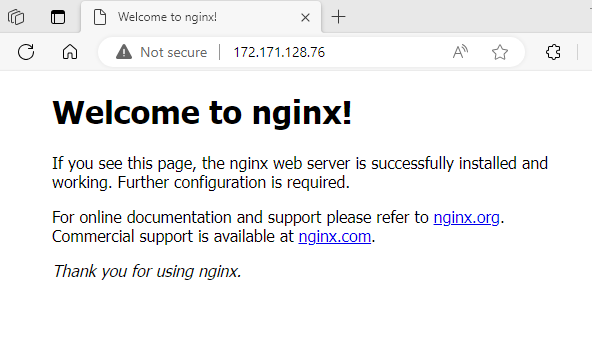 Welcome to nginx!
Not secure
172.171.128.76
Welcome to nginx!
If you see this page, the nginx web server is successfully installed and
working. Further configuration is required.
For online documentation and support please refer to nginx.org.
Commercial support is available at nginx.com.
Thank you for using nginx.